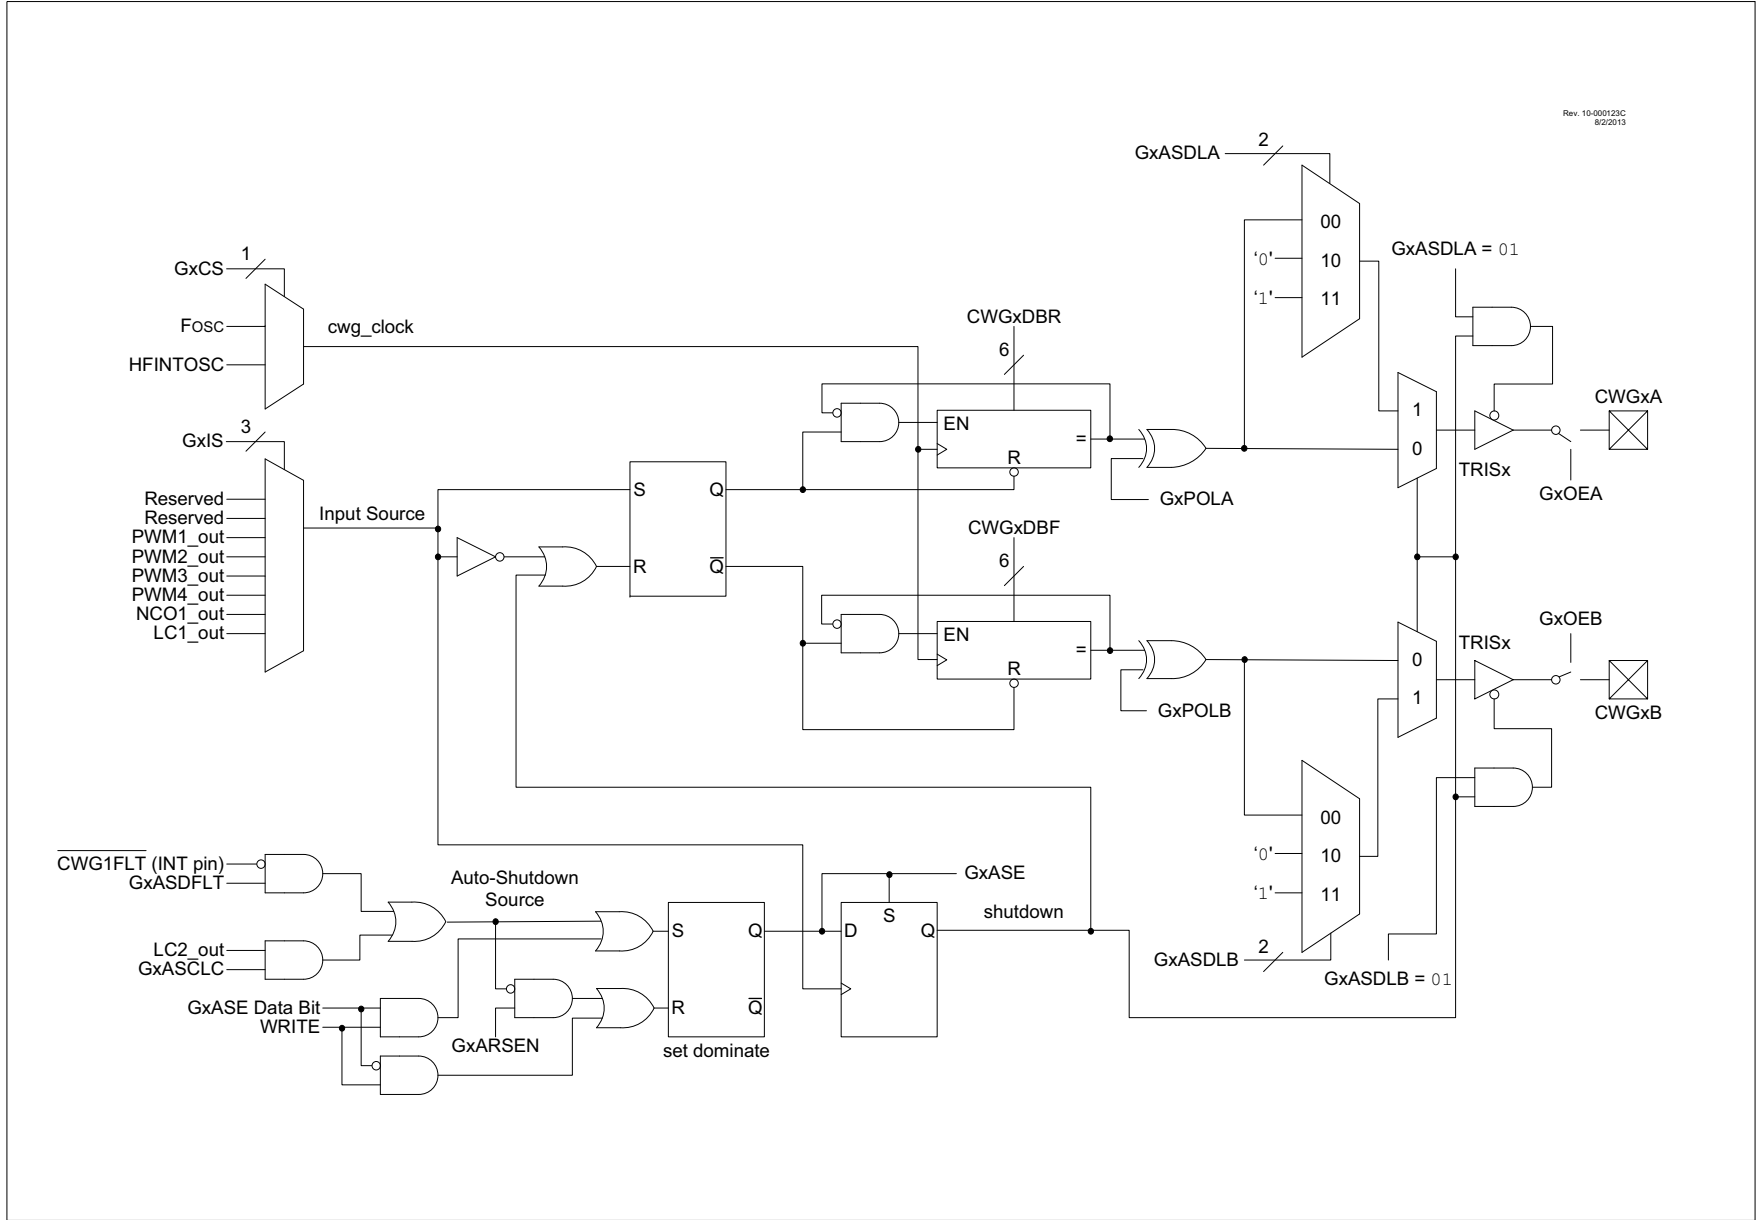 Rev. 10-000123C
8/2/2013
GxASDLA
2
00
‘0’
10
‘1’
11
GxASDLA = 01
GxCS
1
FOSC
HFINTOSC
cwg_clock
CWGxDBR
6
EN
=
R
GxPOLA
1
0
TRISx
CWGxA
GxOEA
GxIS
3
Reserved
Reserved
PWM1_out
PWM2_out
PWM3_out
PWM4_out
NCO1_out
LC1_out
Input Source
S
Q
R
Q
CWGxDBF
6
EN
=
R
GxPOLB
0
1
TRISx
GxOEB
CWGxB
00
‘0’
10
‘1’
11
GxASDLB
2
GxASDLB = 01
CWG1FLT (INT pin)
GxASDFLT
LC2_out
GxASCLC
GxASE Data Bit
WRITE
Auto-Shutdown
Source
GxARSEN
S
Q
R
Q
set dominate
GxASE
S
D
Q
shutdown